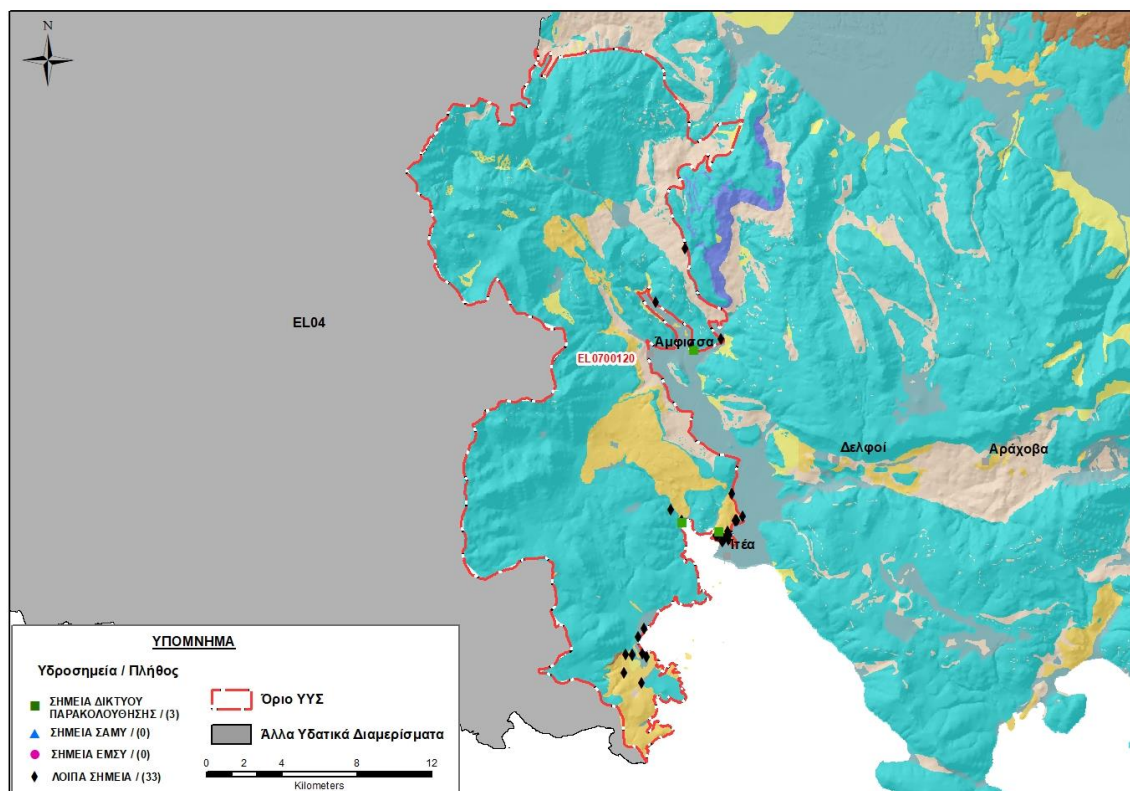 N
EL04
Άμφισσα
EL0700120
Δελφοί
Αράχοβα
Ιτέα
ΥΠΟΜΝΗΜΑ
Υδροσημεία / Πλήθος
ΣΗΜΕΙΑ ΔΙΚΤΥΟΥ
ΠΑΡΑΚΟΛΟΥΘΗΣΗΣ / (3)
ΣΗΜΕΙΑ ΣΑΜΥ / (0)
ΣΗΜΕΙΑ ΕΜΣΥ / (0)
ΛΟΙΠΑ ΣΗΜΕΙΑ / (33)
Όριο ΥΥΣ
Άλλα Υδατικά Διαμερίσματα
0 2 4 8 12
Kilometers